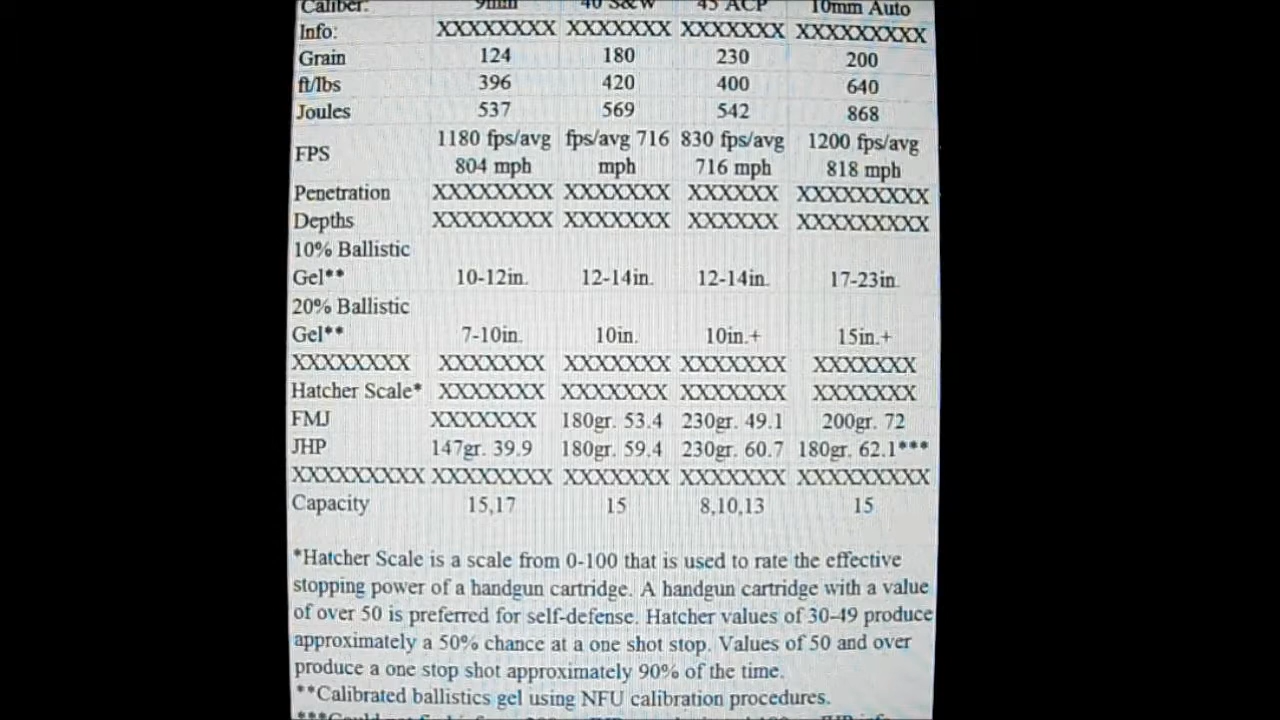 Caliber: 9mm 40 S&W 45 ACP 10mm Auto
Info: XXXXXXXX XXXXXXX XXXXXXX XXXXXXXXX
Grain 124 180 230 200
ft/lbs 396 420 400 640
Joules 537 569 542 868
1180 fps/avg fps/avg 716 830 fps/avg 1200 fps/avg
FPS 804 mph mph 716 mph 818 mph
Penetration XXXXXXXX XXXXXXX XXXXXX XXXXXXXXX
Depths XXXXXXXX XXXXXXX XXXXXX XXXXXXXXX
10% Ballistic
Gel** 10-12in. 12-14in. 12-14in. 17-23in.
20% Ballistic
Gel** 7-10in. 10in. 10in.+ 15in.+
XXXXXXXX XXXXXXX XXXXXXX XXXXXXX XXXXXXX
Hatcher Scale* XXXXXXX XXXXXXX XXXXXXX XXXXXXX
FMJ XXXXXXX 180gr. 53.4 230gr. 49.1 200gr. 72
JHP 147gr. 39.9 180gr. 59.4 230gr. 60.7 180gr. 62.1***
XXXXXXXXX XXXXXXXX XXXXXXX XXXXXXX XXXXXXXXX
Capacity 15,17 15 8,10,13 15
*Hatcher Scale is a scale from 0-100 that is used to rate the effective
stopping power of a handgun cartridge. A handgun cartridge with a value
of over 50 is preferred for self-defense. Hatcher values of 30-49 produce
approximately a 50% chance at a one shot stop. Values of 50 and over
produce a one stop shot approximately 90% of the time.
**Calibrated ballistics gel using NFU calibration procedures.